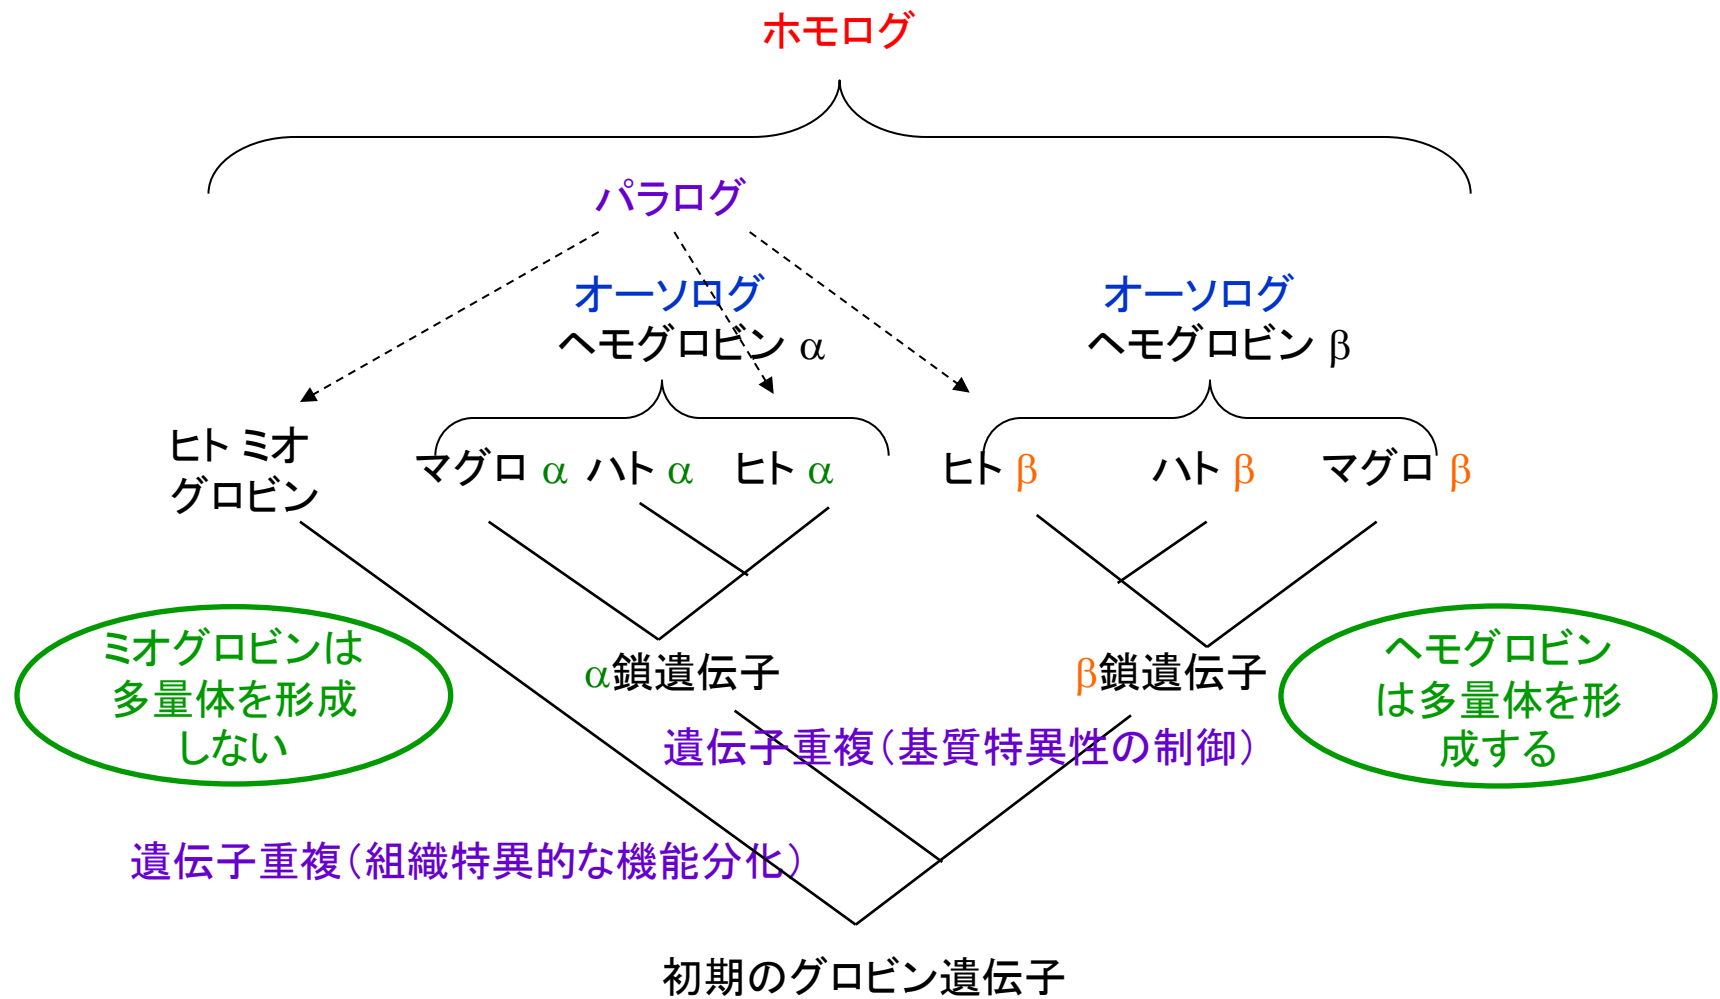 ホモログ
パラログ
オーソログ
ヘモグロビン α
オーソログ
ヘモグロビン β
ヒト ミオ
グロビン
マグロ α
ハト α
ヒト α
ヒト β
ハト β
マグロ β
ミオグロビンは
多量体を形成
しない
α鎖遺伝子
β鎖遺伝子
ヘモグロビン
は多量体を形
成する
遺伝子重複（基質特異性の制御）
遺伝子重複（組織特異的な機能分化）
初期のグロビン遺伝子